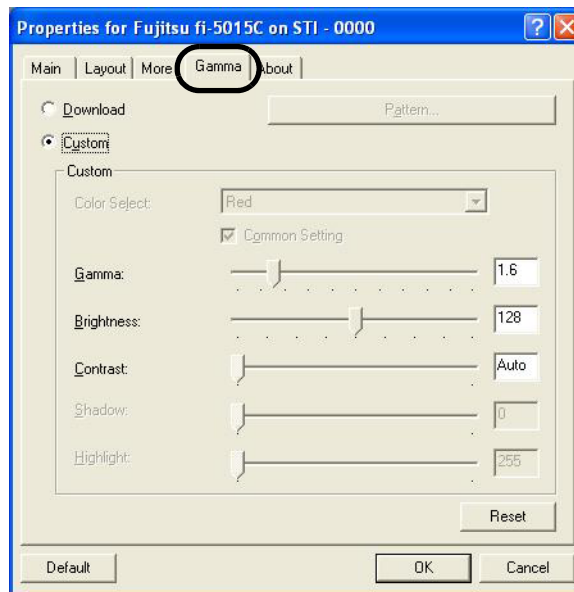 Properties for Fujitsu fi-5015C on STI - 0000
Main Layout More Gamma About
Download Pattern...
Custom
Custom
Color Select: Red
Common Setting
Gamma: 1.6
Brightness: 128
Contrast: Auto
Shadow: 0
Highlight: 255
Reset
Default OK Cancel